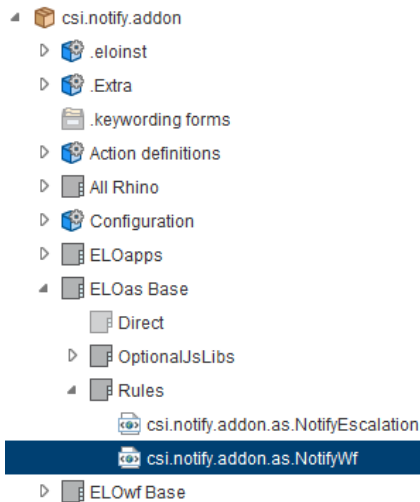 csi.notify.addon
.eloinst
.Extra
.keywording forms
Action definitions
All Rhino
Configuration
ELOapps
ELOas Base
Direct
OptionalJsLibs
Rules
csi.notify.addon.as.NotifyEscalation
csi.notify.addon.as.NotifyWf
ELOwf Base